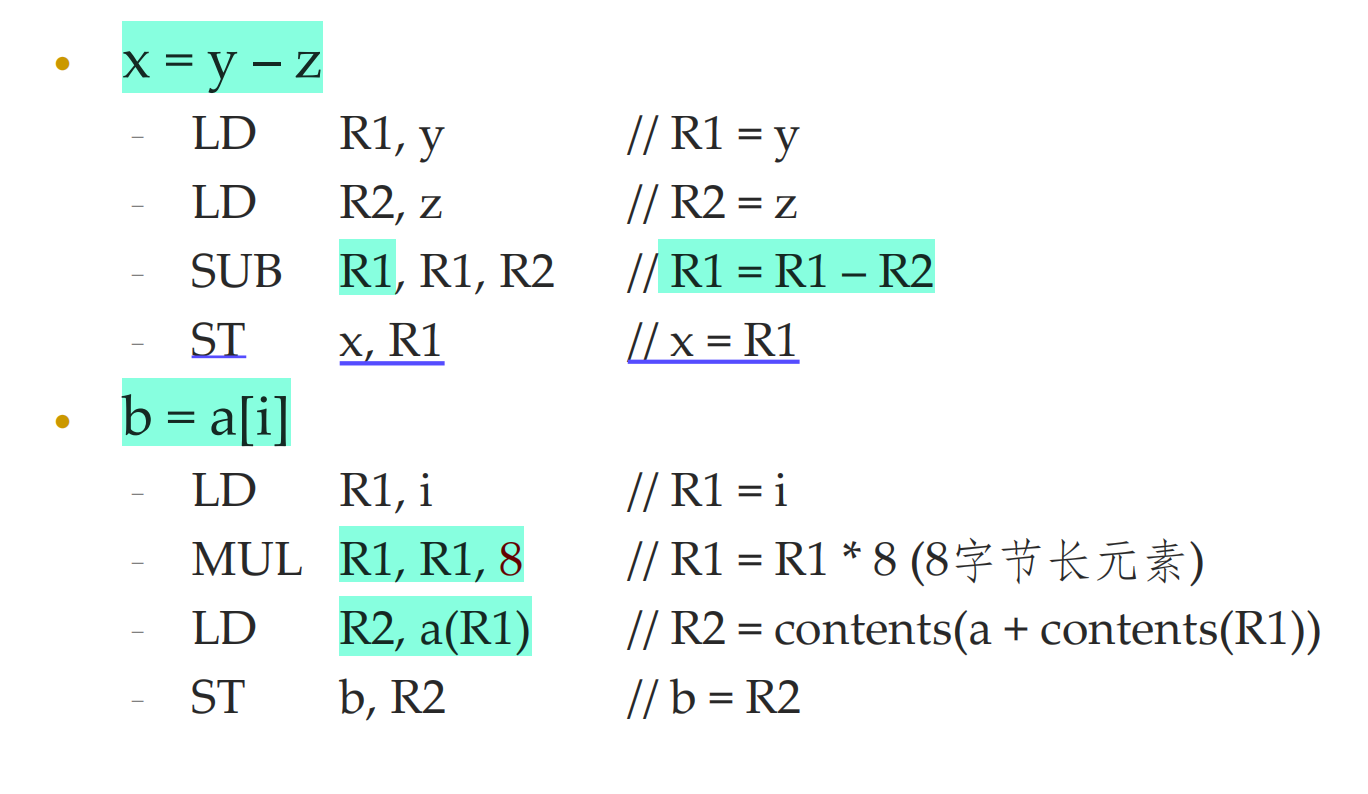 • x = y – z
– LD R1, y // R1 = y
– LD R2, z // R2 = z
– SUB R1, R1, R2 // R1 = R1 – R2
– ST x, R1 // x = R1
• b = a[i]
– LD R1, i // R1 = i
– MUL R1, R1, 8 // R1 = R1 * 8 (8字节长元素)
– LD R2, a(R1) // R2 = contents(a + contents(R1))
– ST b, R2 // b = R2